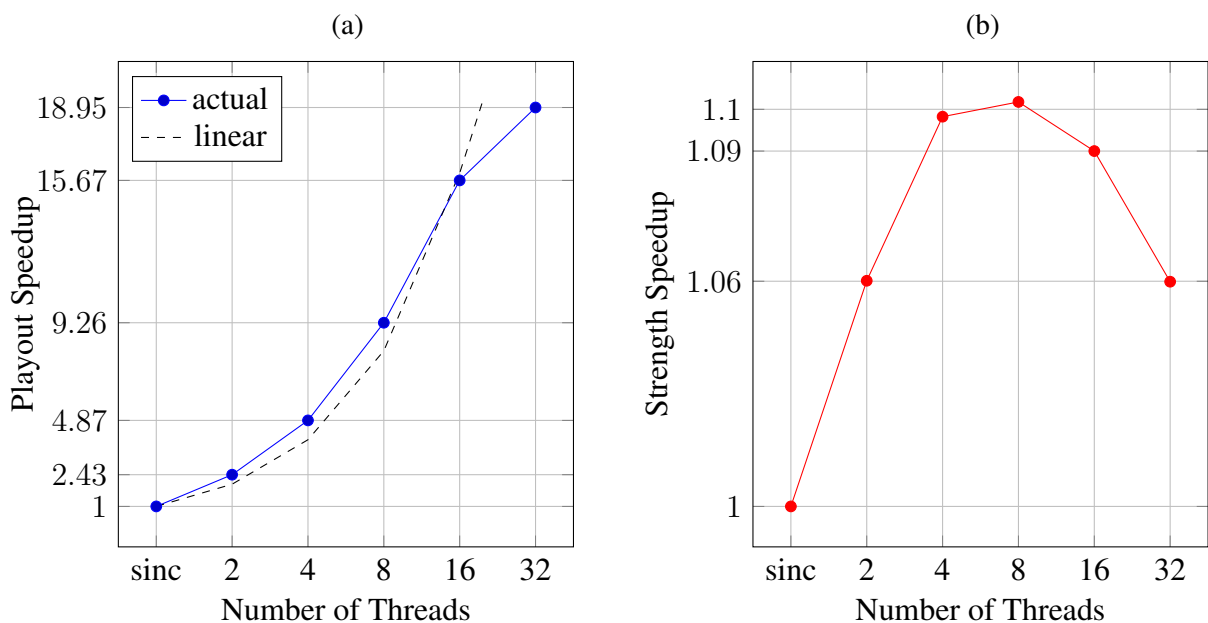 (a)
actual
linear
18.95
15.67
9.26
4.87
2.43
1
Playout Speedup
sinc 2 4 8 16 32
Number of Threads
(b)
1.1
1.09
1.06
1
Strength Speedup
sinc 2 4 8 16 32
Number of Threads